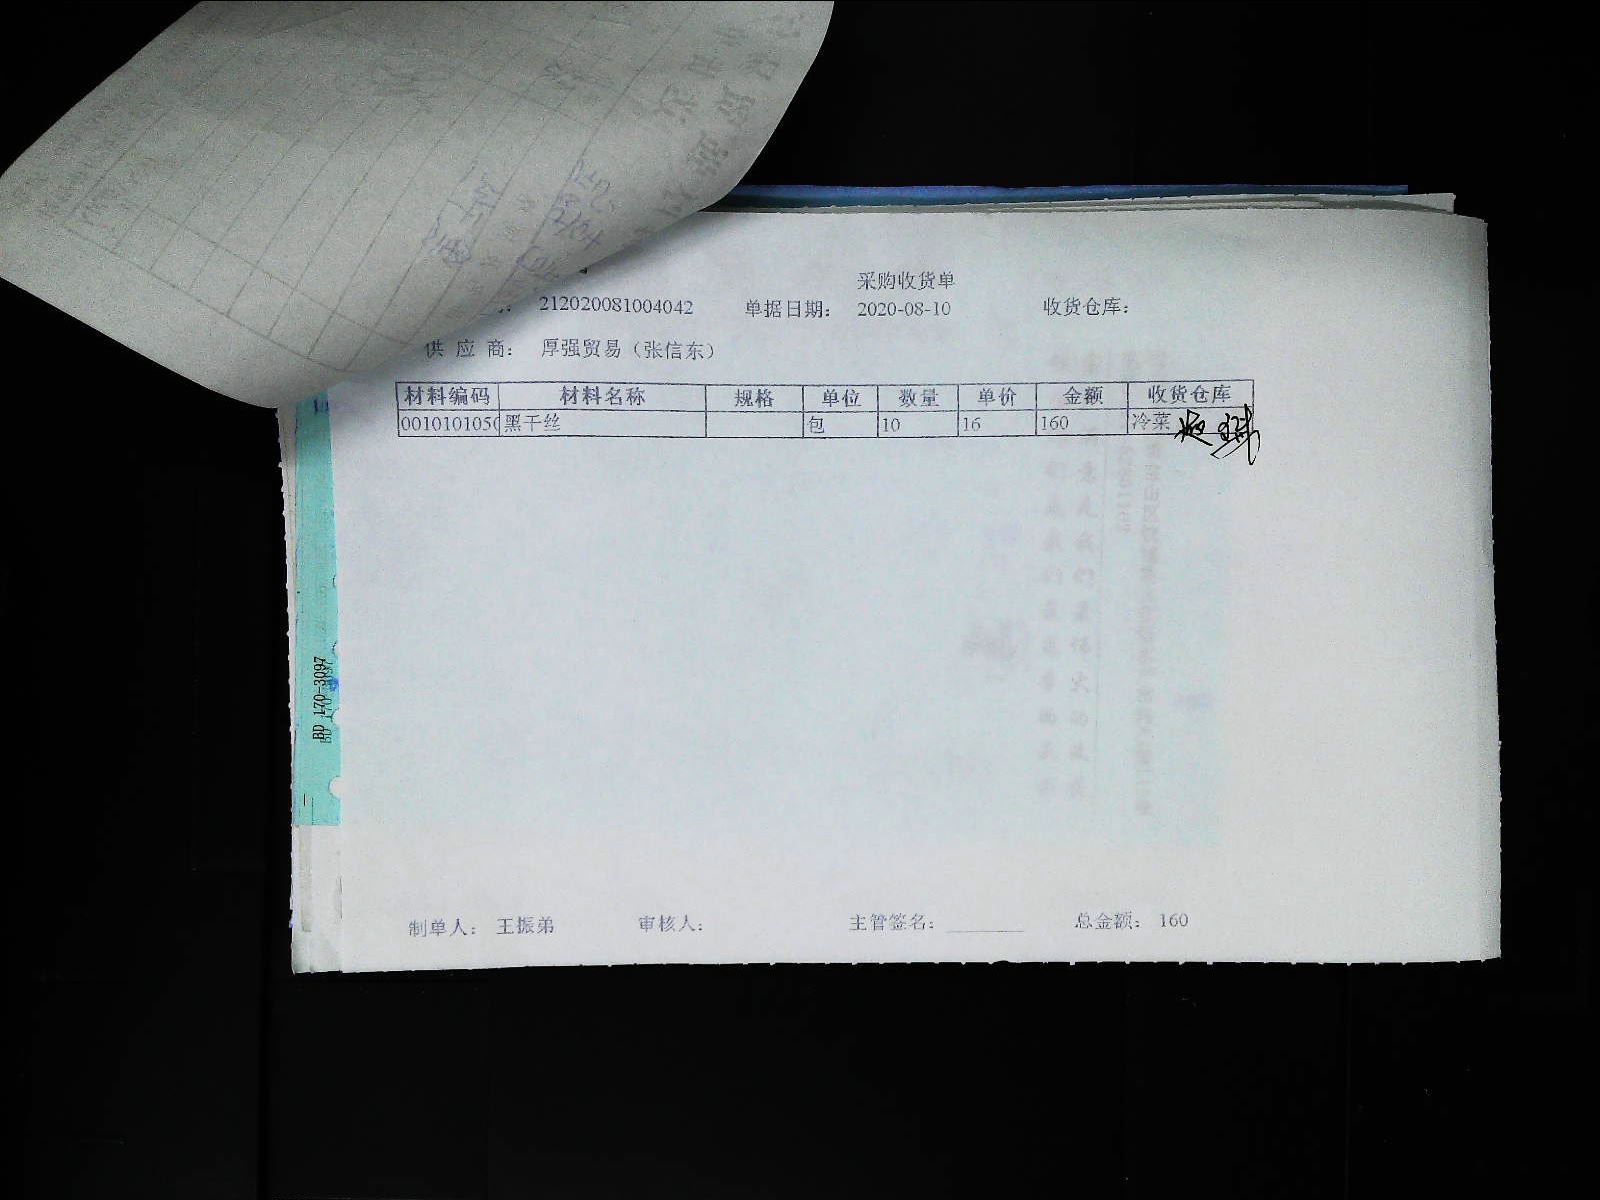 采购收货单
212020081004042 单据日期： 2020-08-10 收货仓库：
供 应 商： 厚强贸易（张信东）
材料编码 材料名称 规格 单位 数量 单价 金额 收货仓库
0010101050 黑干丝 包 10 16 160 冷菜
BD 170-3097
制单人： 王振弟 审核人： 主管签名：________ 总金额： 160